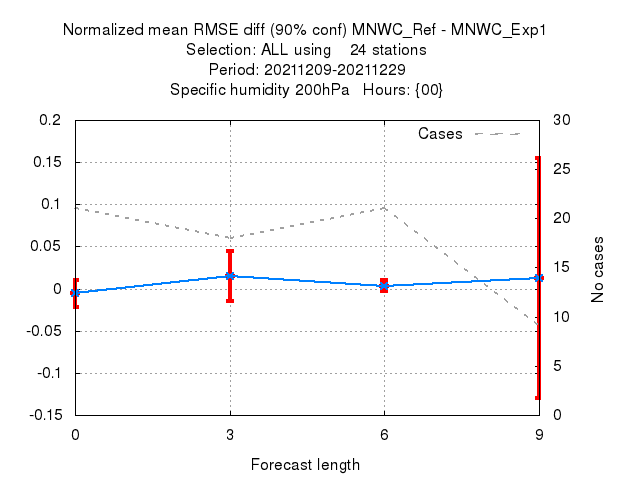 Normalized mean RMSE diff (90% conf) MNWC_Ref - MNWC_Exp1
Selection: ALL using    24 stations
Period: 20211209-20211229
Specific humidity 200hPa   Hours: {00}
Cases
0.2
0.15
0.1
0.05
0
-0.05
-0.1
-0.15
30
25
20
15
10
5
0
No cases
0 3 6 9
Forecast length